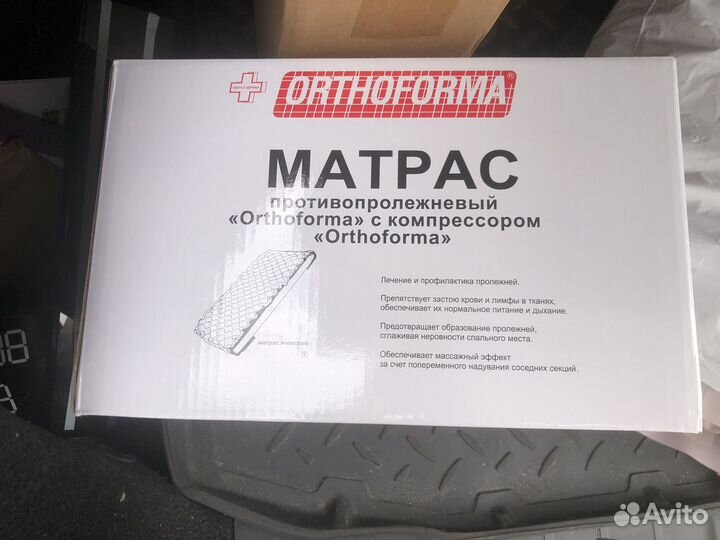 ORTHOFORMA®
МАТРАС
противопролежневый
«Orthoforma» с компрессором
«Orthoforma»
МАТРАС ЯЧЕИСТЫЙ
Y
Лечение и профилактика пролежней.
Препятствует застою крови и лимфы в тканях,
обеспечивает их нормальное питание и дыхание.
Предотвращает образование пролежней,
сглаживая неровности спального места.
Обеспечивает массажный эффект
за счет попеременного надувания соседних секций.
Avito